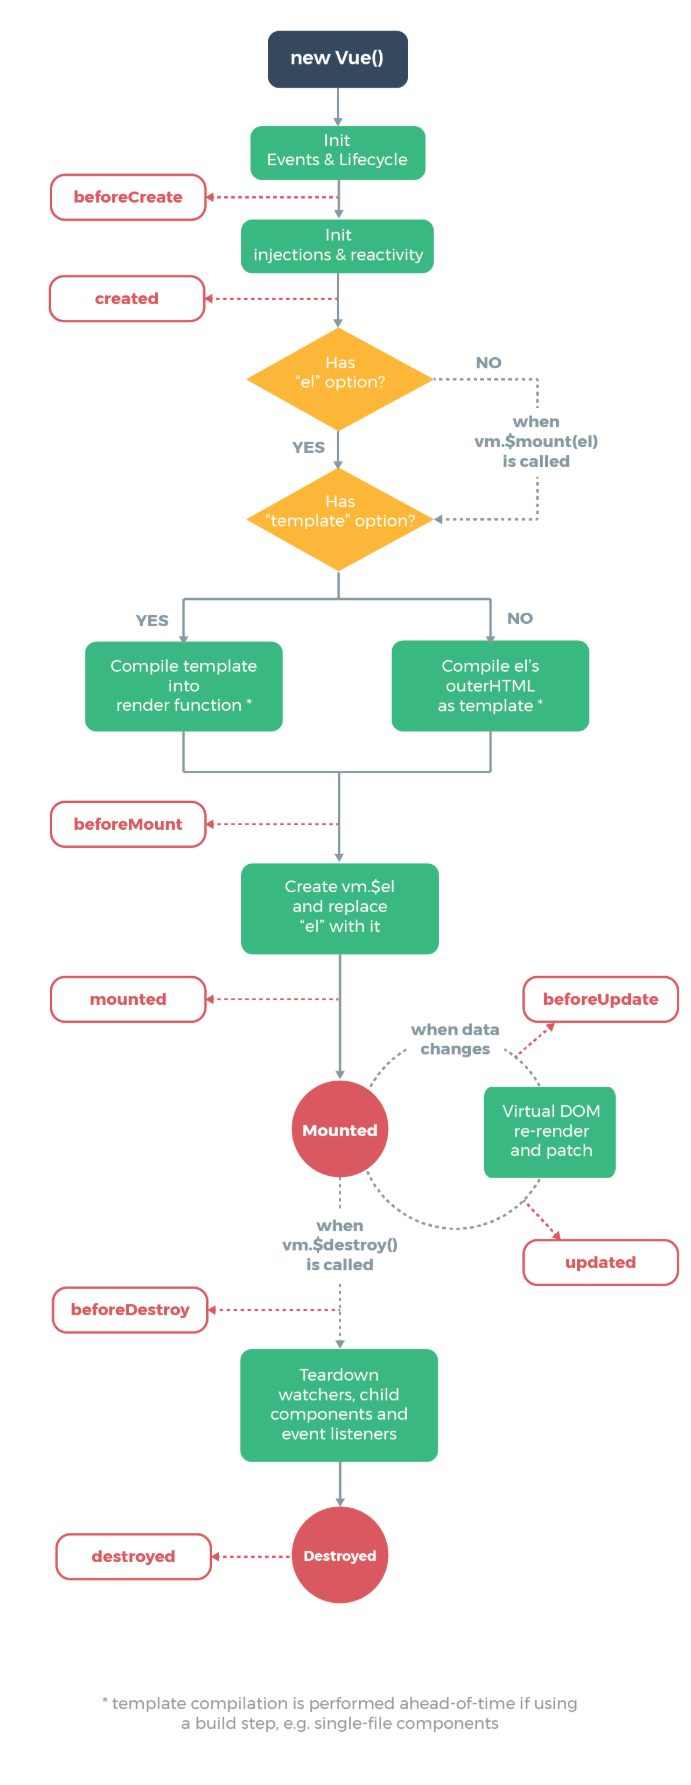 new Vue()
Init
Events & Lifecycle
beforeCreate
Init
injections & reactivity
created
Has
“el” option?
NO
when
vm.$mount(el)
is called
YES
Has
“template” option?
YES
NO
Compile template
into
render function *
Compile el’s
outerHTML
as template *
beforeMount
Create vm.$el
and replace
“el” with it
mounted
beforeUpdate
when data
changes
Mounted
Virtual DOM
re-render
and patch
when
vm.$destroy()
is called
updated
beforeDestroy
Teardown
watchers, child
components and
event listeners
destroyed
Destroyed
* template compilation is performed ahead-of-time if using
a build step, e.g. single-file components